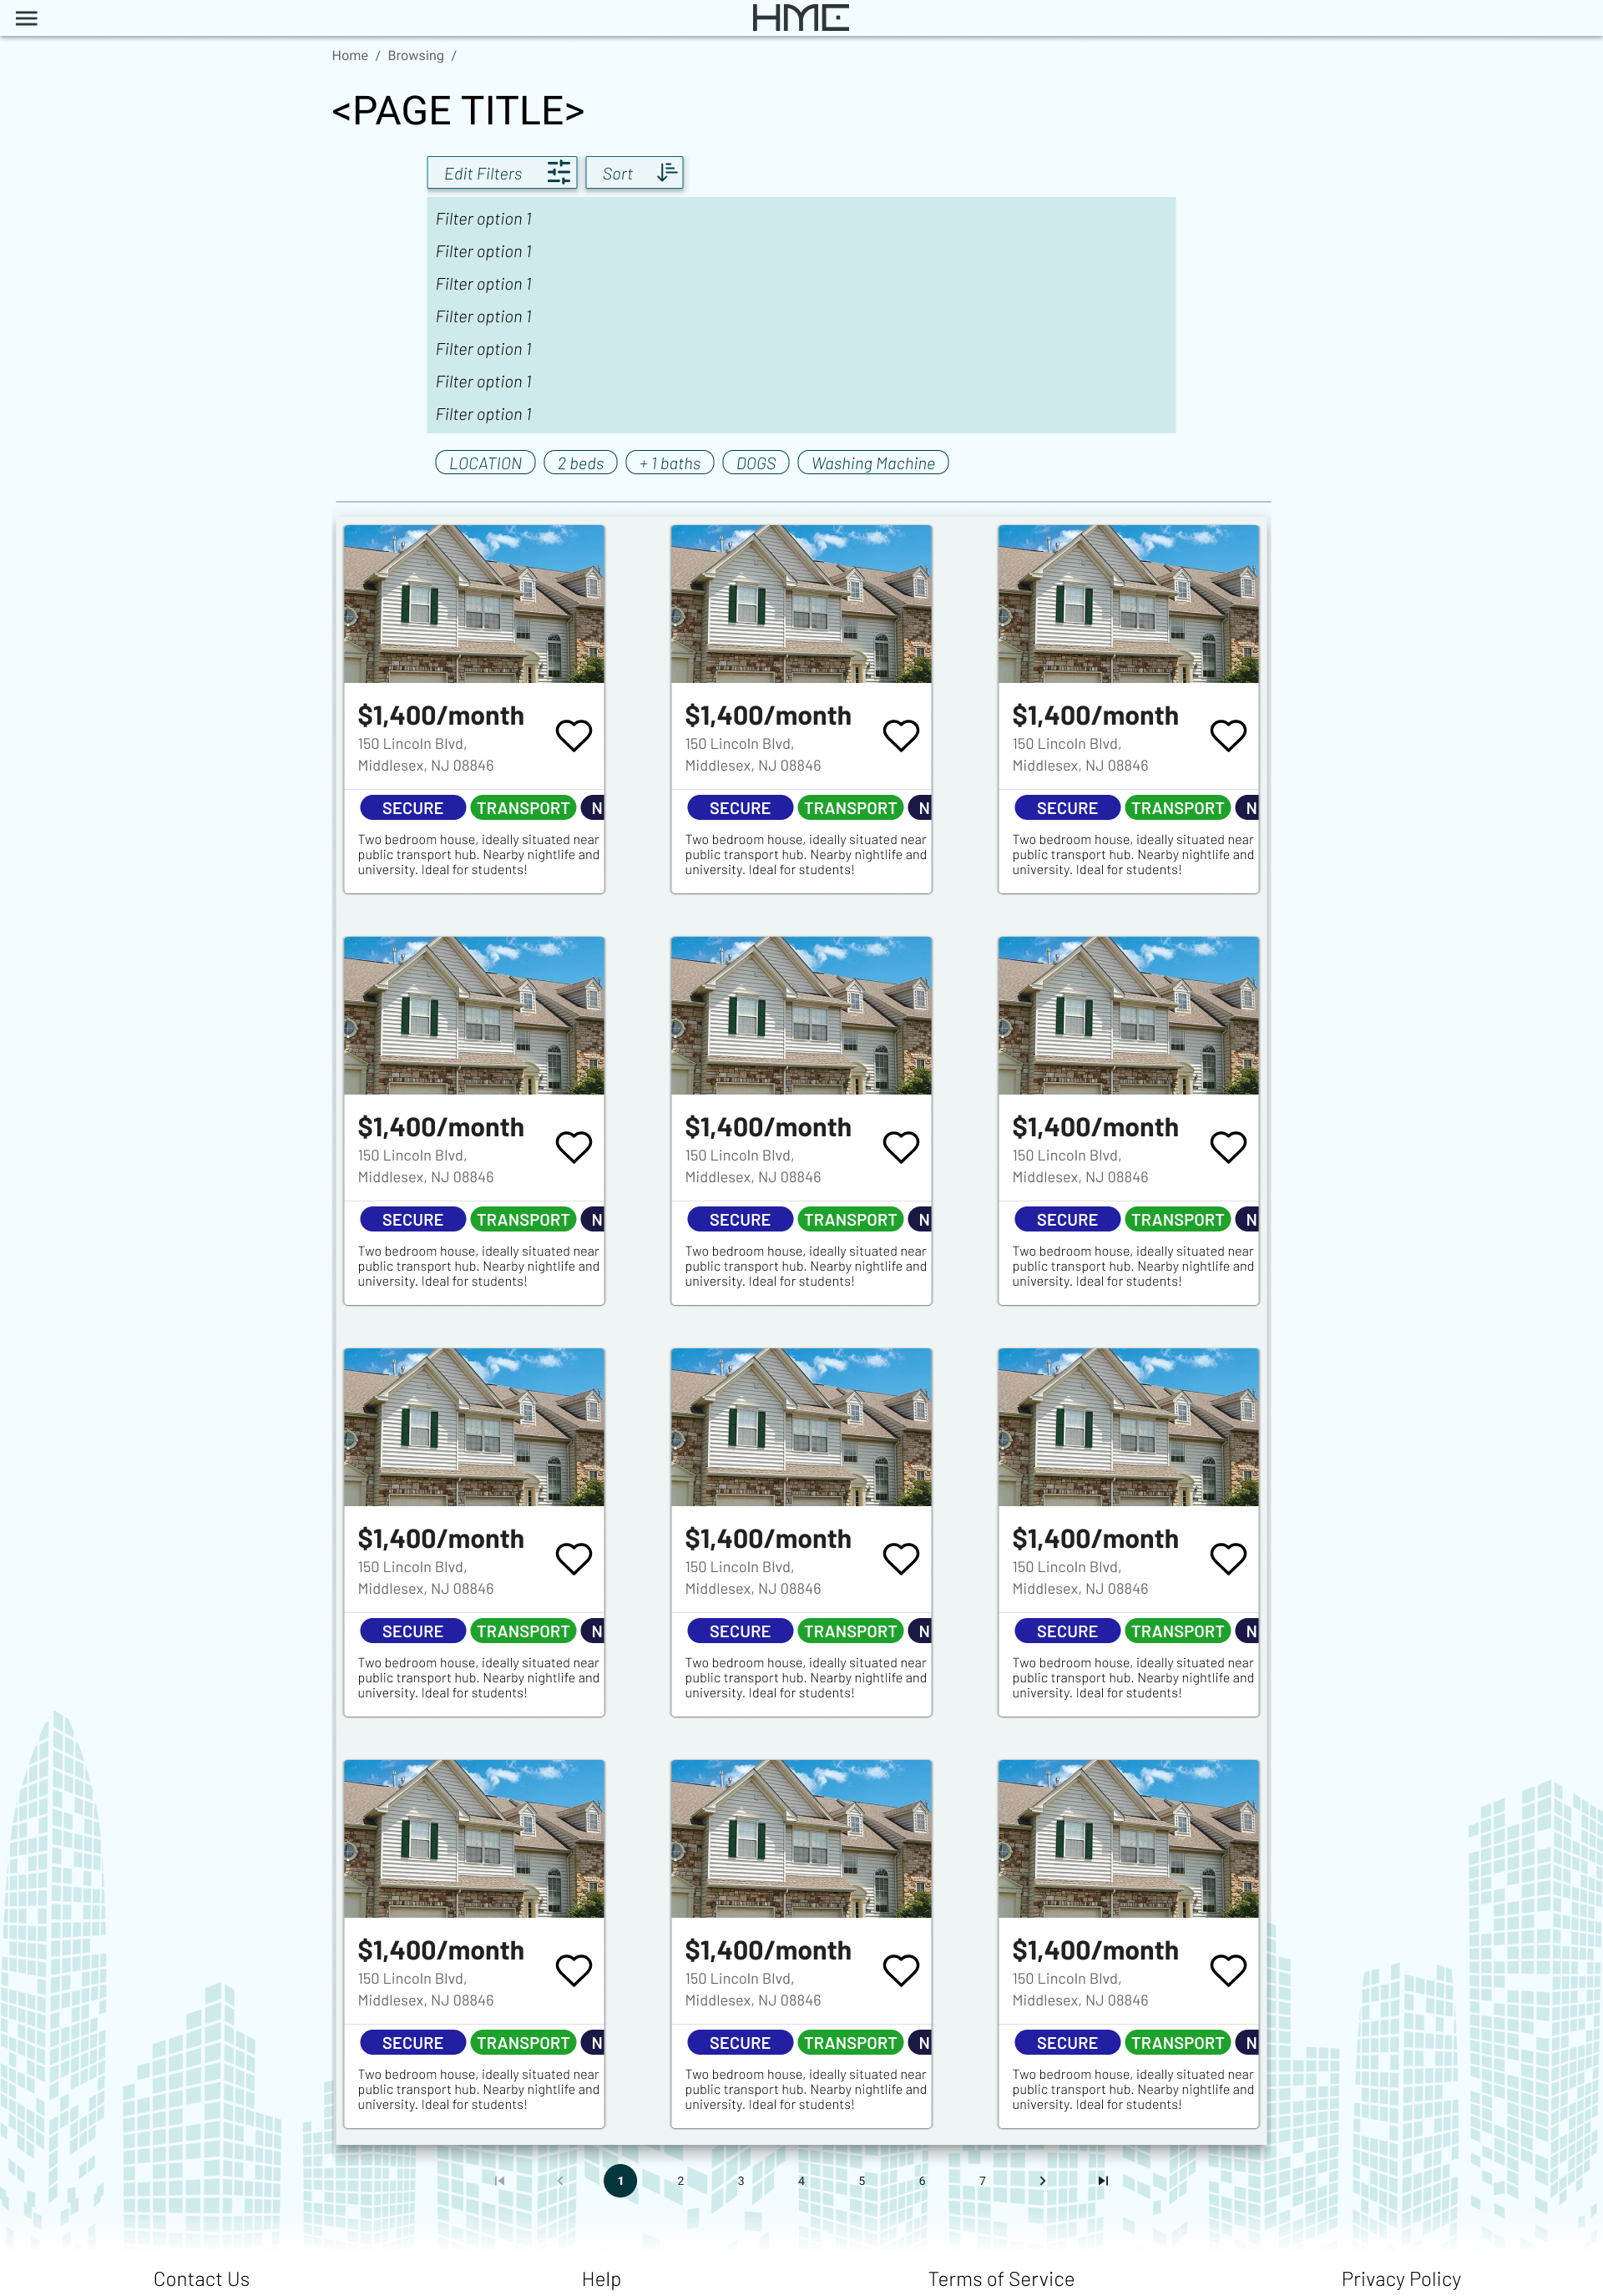 HME
Home / Browsing /
<PAGE TITLE>
Edit Filters Sort
Filter option 1
Filter option 1
Filter option 1
Filter option 1
Filter option 1
Filter option 1
Filter option 1
LOCATION 2 beds + 1 baths DOGS Washing Machine
$1,400/month
150 Lincoln Blvd,
Middlesex, NJ 08846
SECURE TRANSPORT N
Two bedroom house, ideally situated near
public transport hub. Nearby nightlife and
university. Ideal for students!
$1,400/month
150 Lincoln Blvd,
Middlesex, NJ 08846
SECURE TRANSPORT N
Two bedroom house, ideally situated near
public transport hub. Nearby nightlife and
university. Ideal for students!
$1,400/month
150 Lincoln Blvd,
Middlesex, NJ 08846
SECURE TRANSPORT N
Two bedroom house, ideally situated near
public transport hub. Nearby nightlife and
university. Ideal for students!
$1,400/month
150 Lincoln Blvd,
Middlesex, NJ 08846
SECURE TRANSPORT N
Two bedroom house, ideally situated near
public transport hub. Nearby nightlife and
university. Ideal for students!
$1,400/month
150 Lincoln Blvd,
Middlesex, NJ 08846
SECURE TRANSPORT N
Two bedroom house, ideally situated near
public transport hub. Nearby nightlife and
university. Ideal for students!
$1,400/month
150 Lincoln Blvd,
Middlesex, NJ 08846
SECURE TRANSPORT N
Two bedroom house, ideally situated near
public transport hub. Nearby nightlife and
university. Ideal for students!
$1,400/month
150 Lincoln Blvd,
Middlesex, NJ 08846
SECURE TRANSPORT N
Two bedroom house, ideally situated near
public transport hub. Nearby nightlife and
university. Ideal for students!
$1,400/month
150 Lincoln Blvd,
Middlesex, NJ 08846
SECURE TRANSPORT N
Two bedroom house, ideally situated near
public transport hub. Nearby nightlife and
university. Ideal for students!
$1,400/month
150 Lincoln Blvd,
Middlesex, NJ 08846
SECURE TRANSPORT N
Two bedroom house, ideally situated near
public transport hub. Nearby nightlife and
university. Ideal for students!
$1,400/month
150 Lincoln Blvd,
Middlesex, NJ 08846
SECURE TRANSPORT N
Two bedroom house, ideally situated near
public transport hub. Nearby nightlife and
university. Ideal for students!
$1,400/month
150 Lincoln Blvd,
Middlesex, NJ 08846
SECURE TRANSPORT N
Two bedroom house, ideally situated near
public transport hub. Nearby nightlife and
university. Ideal for students!
$1,400/month
150 Lincoln Blvd,
Middlesex, NJ 08846
SECURE TRANSPORT N
Two bedroom house, ideally situated near
public transport hub. Nearby nightlife and
university. Ideal for students!
1 2 3 4 5 6 7
Contact Us Help Terms of Service Privacy Policy